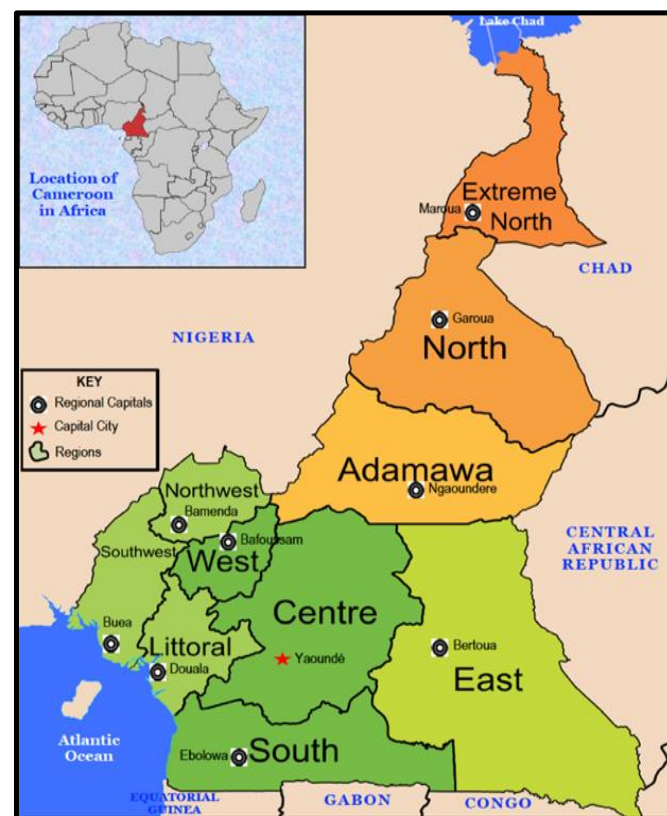 Lake Chad
Location of
Cameroon
in Africa
Extreme
North
Maroua
CHAD
Garoua
North
NIGERIA
KEY
Regional Capitals
Capital City
Regions
Adamawa
Ngaoundere
Northwest
Bamenda
Southwest
Bafoussam
West
CENTRAL
AFRICAN
REPUBLIC
Centre
Buea
Littoral
Douala
Yaoundé
Bertoua
East
Atlantic
Ocean
Ebolowa
South
EQUATORIAL
GUINEA
GABON
CONGO